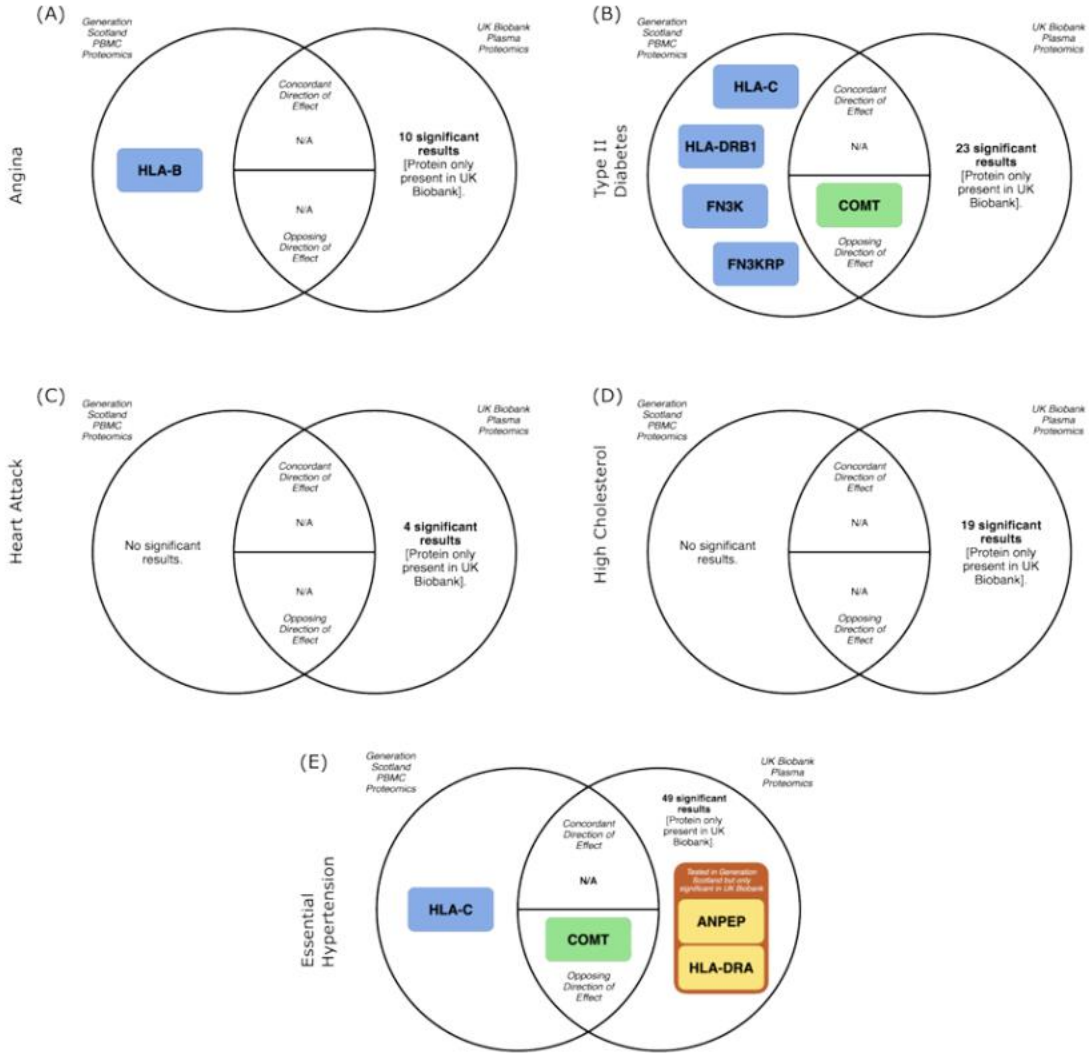 (A)
Generation
Scotland
PBMC
Proteomics
UK Biobank
Plasma
Proteomics
Angina
HLA-B
Concordant
Direction of
Effect
N/A
N/A
Opposing
Direction of
Effect
10 significant
results
[Protein only
present in UK
Biobank].
(B)
Generation
Scotland
PBMC
Proteomics
UK Biobank
Plasma
Proteomics
Type II
Diabetes
HLA-C
HLA-DRB1
FN3K
FN3KRP
Concordant
Direction of
Effect
N/A
COMT
Opposing
Direction of
Effect
23 significant
results
[Protein only
present in UK
Biobank].
(C)
Generation
Scotland
PBMC
Proteomics
UK Biobank
Plasma
Proteomics
Heart Attack
No significant
results.
Concordant
Direction of
Effect
N/A
N/A
Opposing
Direction of
Effect
4 significant
results
[Protein only
present in UK
Biobank].
(D)
Generation
Scotland
PBMC
Proteomics
UK Biobank
Plasma
Proteomics
High Cholesterol
No significant
results.
Concordant
Direction of
Effect
N/A
N/A
Opposing
Direction of
Effect
19 significant
results
[Protein only
present in UK
Biobank].
(E)
Generation
Scotland
PBMC
Proteomics
UK Biobank
Plasma
Proteomics
Essential
Hypertension
HLA-C
Concordant
Direction of
Effect
N/A
COMT
Opposing
Direction of
Effect
49 significant
results
[Protein only
present in UK
Biobank].
Tested in Generation
Scotland but only
significant in UK Biobank
ANPEP
HLA-DRA